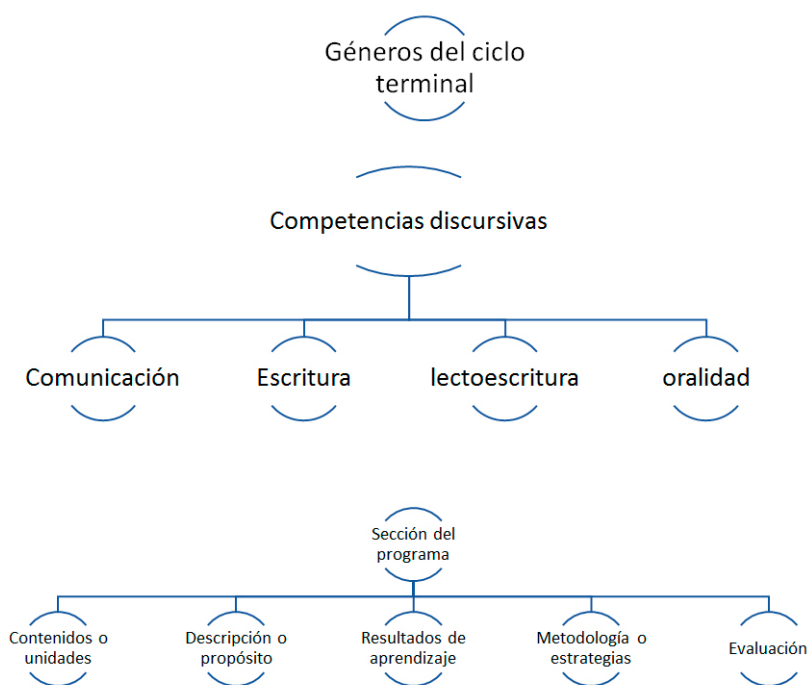 Géneros del ciclo
terminal
Competencias discursivas
Comunicación
Escritura
lectoescritura
oralidad
Sección del
programa
Contenidos o
unidades
Descripción o
propósito
Resultados de
aprendizaje
Metodología o
estrategias
Evaluación